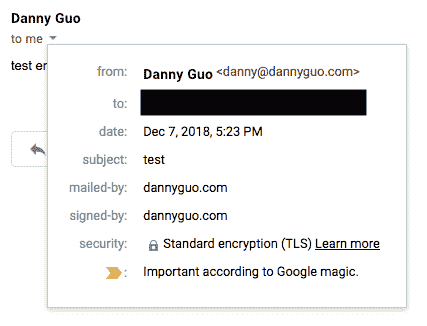 Danny Guo
to me
test er
from: Danny Guo <danny@dannyguo.com>
to:
date: Dec 7, 2018, 5:23 PM
subject: test
mailed-by: dannyguo.com
signed-by: dannyguo.com
security: Standard encryption (TLS) Learn more
: Important according to Google magic.